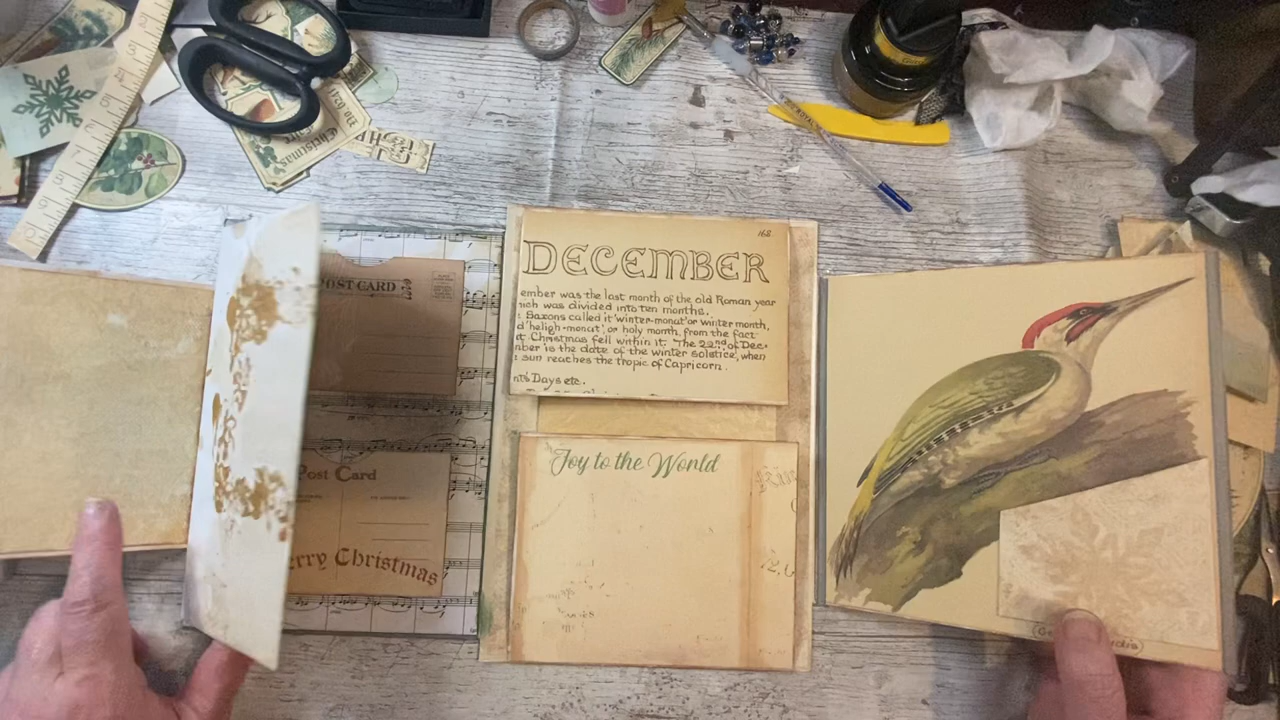 Christmas
POST CARD
Post Card
erry Christmas
168
DECEMBER
ember was the last month of the old Roman year
ich was divided into ten months.
Saxons called it 'winter-monat' or winter month,
d 'heligh-monat', or holy month, from the fact
t Christmas fell within it. The 22nd of Dec-
mber is the date of the winter solstice, when
sun reaches the tropic of Capricorn.
nt's Days etc.
Joy to the World